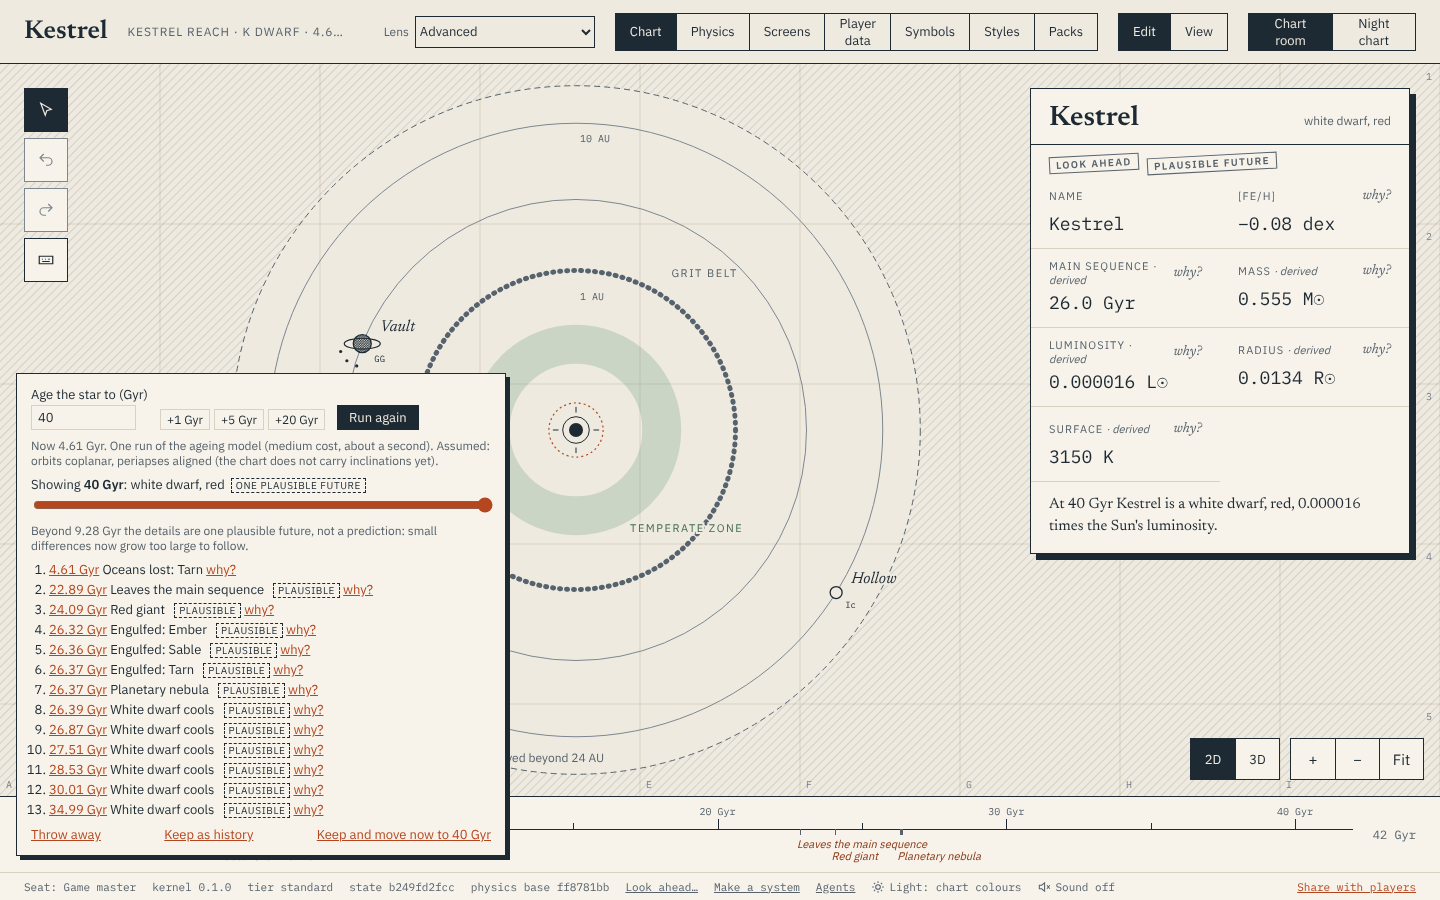 Kestrel
KESTREL REACH · K DWARF · 4.6…
Lens
Advanced
Chart
Physics
Screens
Player
data
Symbols
Styles
Packs
Edit
View
Chart
room
Night
chart
10 AU
GRIT BELT
1 AU
Vault
GG
TEMPERATE ZONE
Hollow
Ic
1
2
3
4
5
Kestrel
white dwarf, red
LOOK AHEAD
PLAUSIBLE FUTURE
NAME
Kestrel
[FE/H]
why?
−0.08 dex
MAIN SEQUENCE ·
derived
why?
26.0 Gyr
MASS · derived
why?
0.555 M☉
LUMINOSITY ·
derived
why?
0.000016 L☉
RADIUS · derived
why?
0.0134 R☉
SURFACE · derived
why?
3150 K
At 40 Gyr Kestrel is a white dwarf, red, 0.000016
times the Sun's luminosity.
Age the star to (Gyr)
40
+1 Gyr
+5 Gyr
+20 Gyr
Run again
Now 4.61 Gyr. One run of the ageing model (medium cost, about a second). Assumed:
orbits coplanar, periapses aligned (the chart does not carry inclinations yet).
Showing 40 Gyr: white dwarf, red ONE PLAUSIBLE FUTURE
Beyond 9.28 Gyr the details are one plausible future, not a prediction: small
differences now grow too large to follow.
1. 4.61 Gyr Oceans lost: Tarn why?
2. 22.89 Gyr Leaves the main sequence PLAUSIBLE why?
3. 24.09 Gyr Red giant PLAUSIBLE why?
4. 26.32 Gyr Engulfed: Ember PLAUSIBLE why?
5. 26.36 Gyr Engulfed: Sable PLAUSIBLE why?
6. 26.37 Gyr Engulfed: Tarn PLAUSIBLE why?
7. 26.37 Gyr Planetary nebula PLAUSIBLE why?
8. 26.39 Gyr White dwarf cools PLAUSIBLE why?
9. 26.87 Gyr White dwarf cools PLAUSIBLE why?
10. 27.51 Gyr White dwarf cools PLAUSIBLE why?
11. 28.53 Gyr White dwarf cools PLAUSIBLE why?
12. 30.01 Gyr White dwarf cools PLAUSIBLE why?
13. 34.99 Gyr White dwarf cools PLAUSIBLE why?
Throw away
Keep as history
Keep and move now to 40 Gyr
beyond 24 AU
2D
3D
+
−
Fit
A
E
F
G
H
I
20 Gyr
30 Gyr
40 Gyr
42 Gyr
Leaves the main sequence
Red giant
Planetary nebula
Seat: Game master
kernel 0.1.0
tier standard
state b249fd2fcc
physics base ff8781bb
Look ahead…
Make a system
Agents
Light: chart colours
Sound off
Share with players